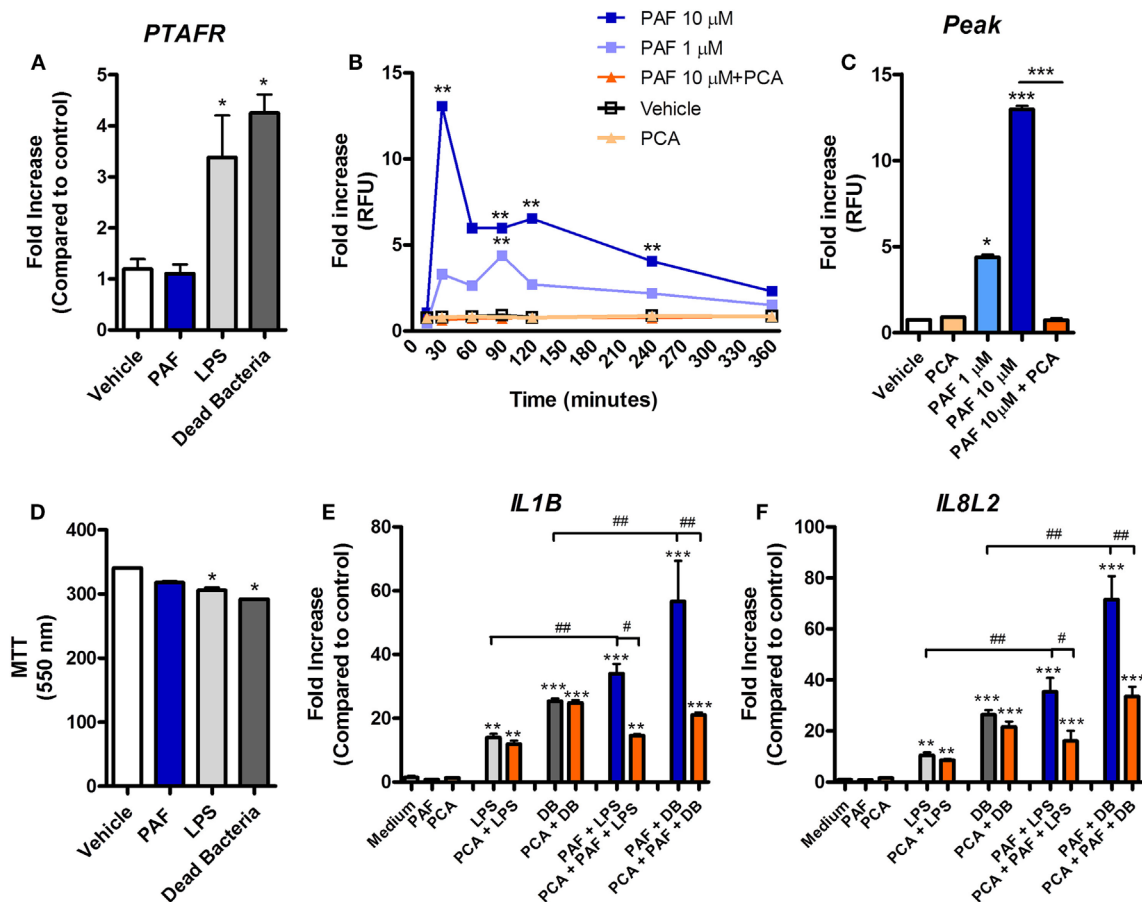 PTAFR
A
Fold Increase
(Compared to control)
5
4
3
2
1
0
*
*
Vehicle
PAF
LPS
Dead Bacteria
B
PAF 10 μM
PAF 1 μM
PAF 10 μM+PCA
Vehicle
PCA
Fold increase
(RFU)
15
10
5
0
**
**
**
**
**
0
30
60
90
120
150
180
210
240
270
300
330
360
Time (minutes)
Peak
C
Fold increase
(RFU)
15
10
5
0
*
***
***
Vehicle
PCA
PAF 1 μM
PAF 10 μM
PAF 10μM + PCA
D
MTT
(550 nm)
400
300
200
100
0
*
*
Vehicle
PAF
LPS
Dead Bacteria
E
IL1B
Fold Increase
(Compared to control)
80
60
40
20
0
##
##
##
#
**
**
***
***
***
**
***
***
Medium
PAF
PCA
LPS
PCA + LPS
DB
PCA + DB
PAF + LPS
PCA + PAF + LPS
PAF + DB
PCA + PAF + DB
F
IL8L2
Fold Increase
(Compared to control)
100
80
60
40
20
0
##
##
##
#
**
**
***
***
***
***
***
***
Medium
PAF
PCA
LPS
PCA + LPS
DB
PCA + DB
PAF + LPS
PCA + PAF + LPS
PAF + DB
PCA + PAF + DB